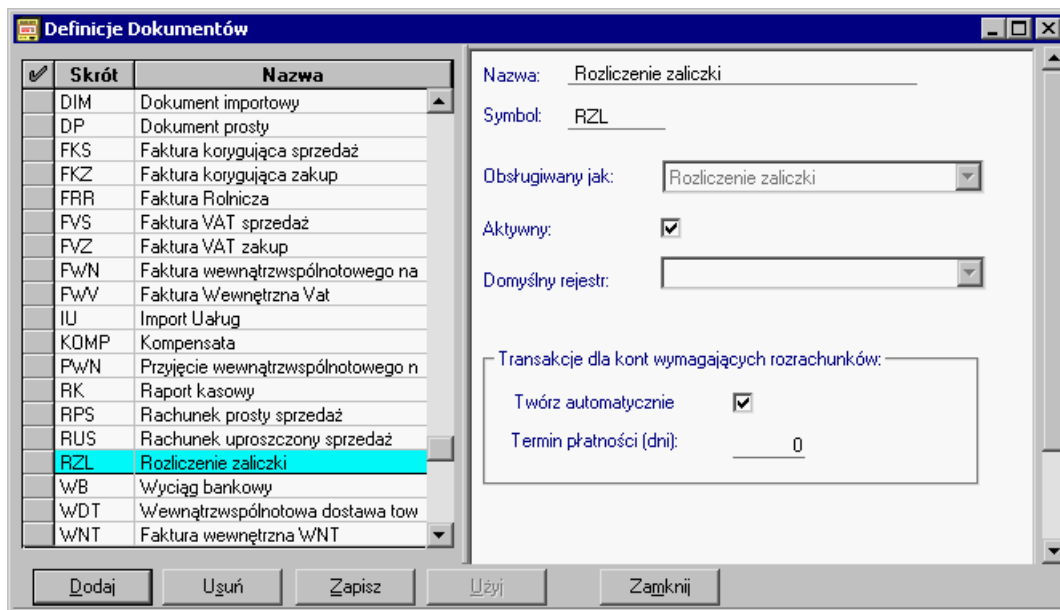 Definicje Dokumentów
Skrót Nazwa
DIM Dokument importowy
DP Dokument prosty
FKS Faktura korygująca sprzedaż
FKZ Faktura korygująca zakup
FRR Faktura Rolnicza
FVS Faktura VAT sprzedaż
FVZ Faktura VAT zakup
FWN Faktura wewnątrzwspólnotowego na
FWV Faktura Wewnętrzna Vat
IU Import Uaług
KOMP Kompensata
PWN Przyjęcie wewnątrzwspólnotowego n
RK Raport kasowy
RPS Rachunek prosty sprzedaż
RUS Rachunek uproszczony sprzedaż
RZL Rozliczenie zaliczki
WB Wyciąg bankowy
WDT Wewnątrzwspólnotowa dostawa tow
WNT Faktura wewnętrzna WNT
Nazwa: Rozliczenie zaliczki
Symbol: RZL
Obsługiwany jak: Rozliczenie zaliczki
Aktywny:
Domyślny rejestr:
Transakcje dla kont wymagających rozrachunków:
Twórz automatycznie
Termin płatności (dni): 0
Dodaj Usuń Zapisz Użyj Zamknij